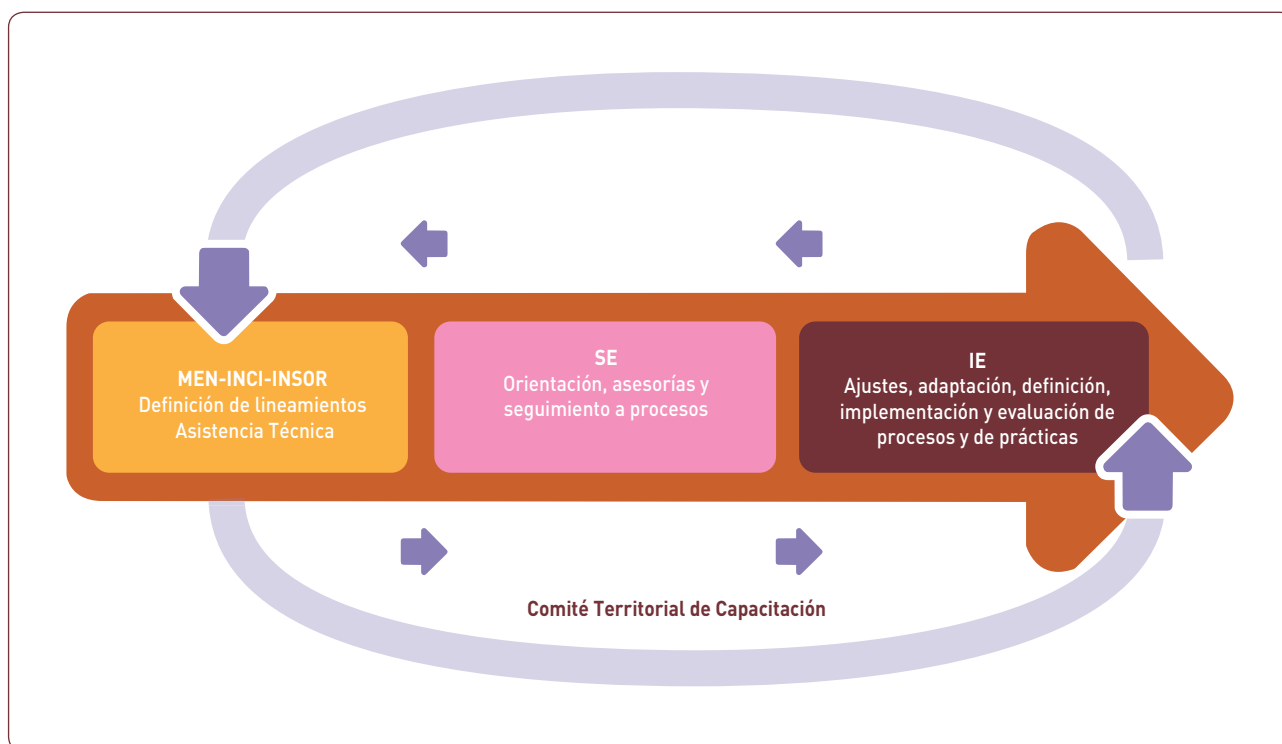 MEN-INCI-INSOR
Definición de lineamientos
Asistencia Técnica
SE
Orientación, asesorías y
seguimiento a procesos
IE
Ajustes, adaptación, definición,
implementación y evaluación de
procesos y de prácticas
Comité Territorial de Capacitación